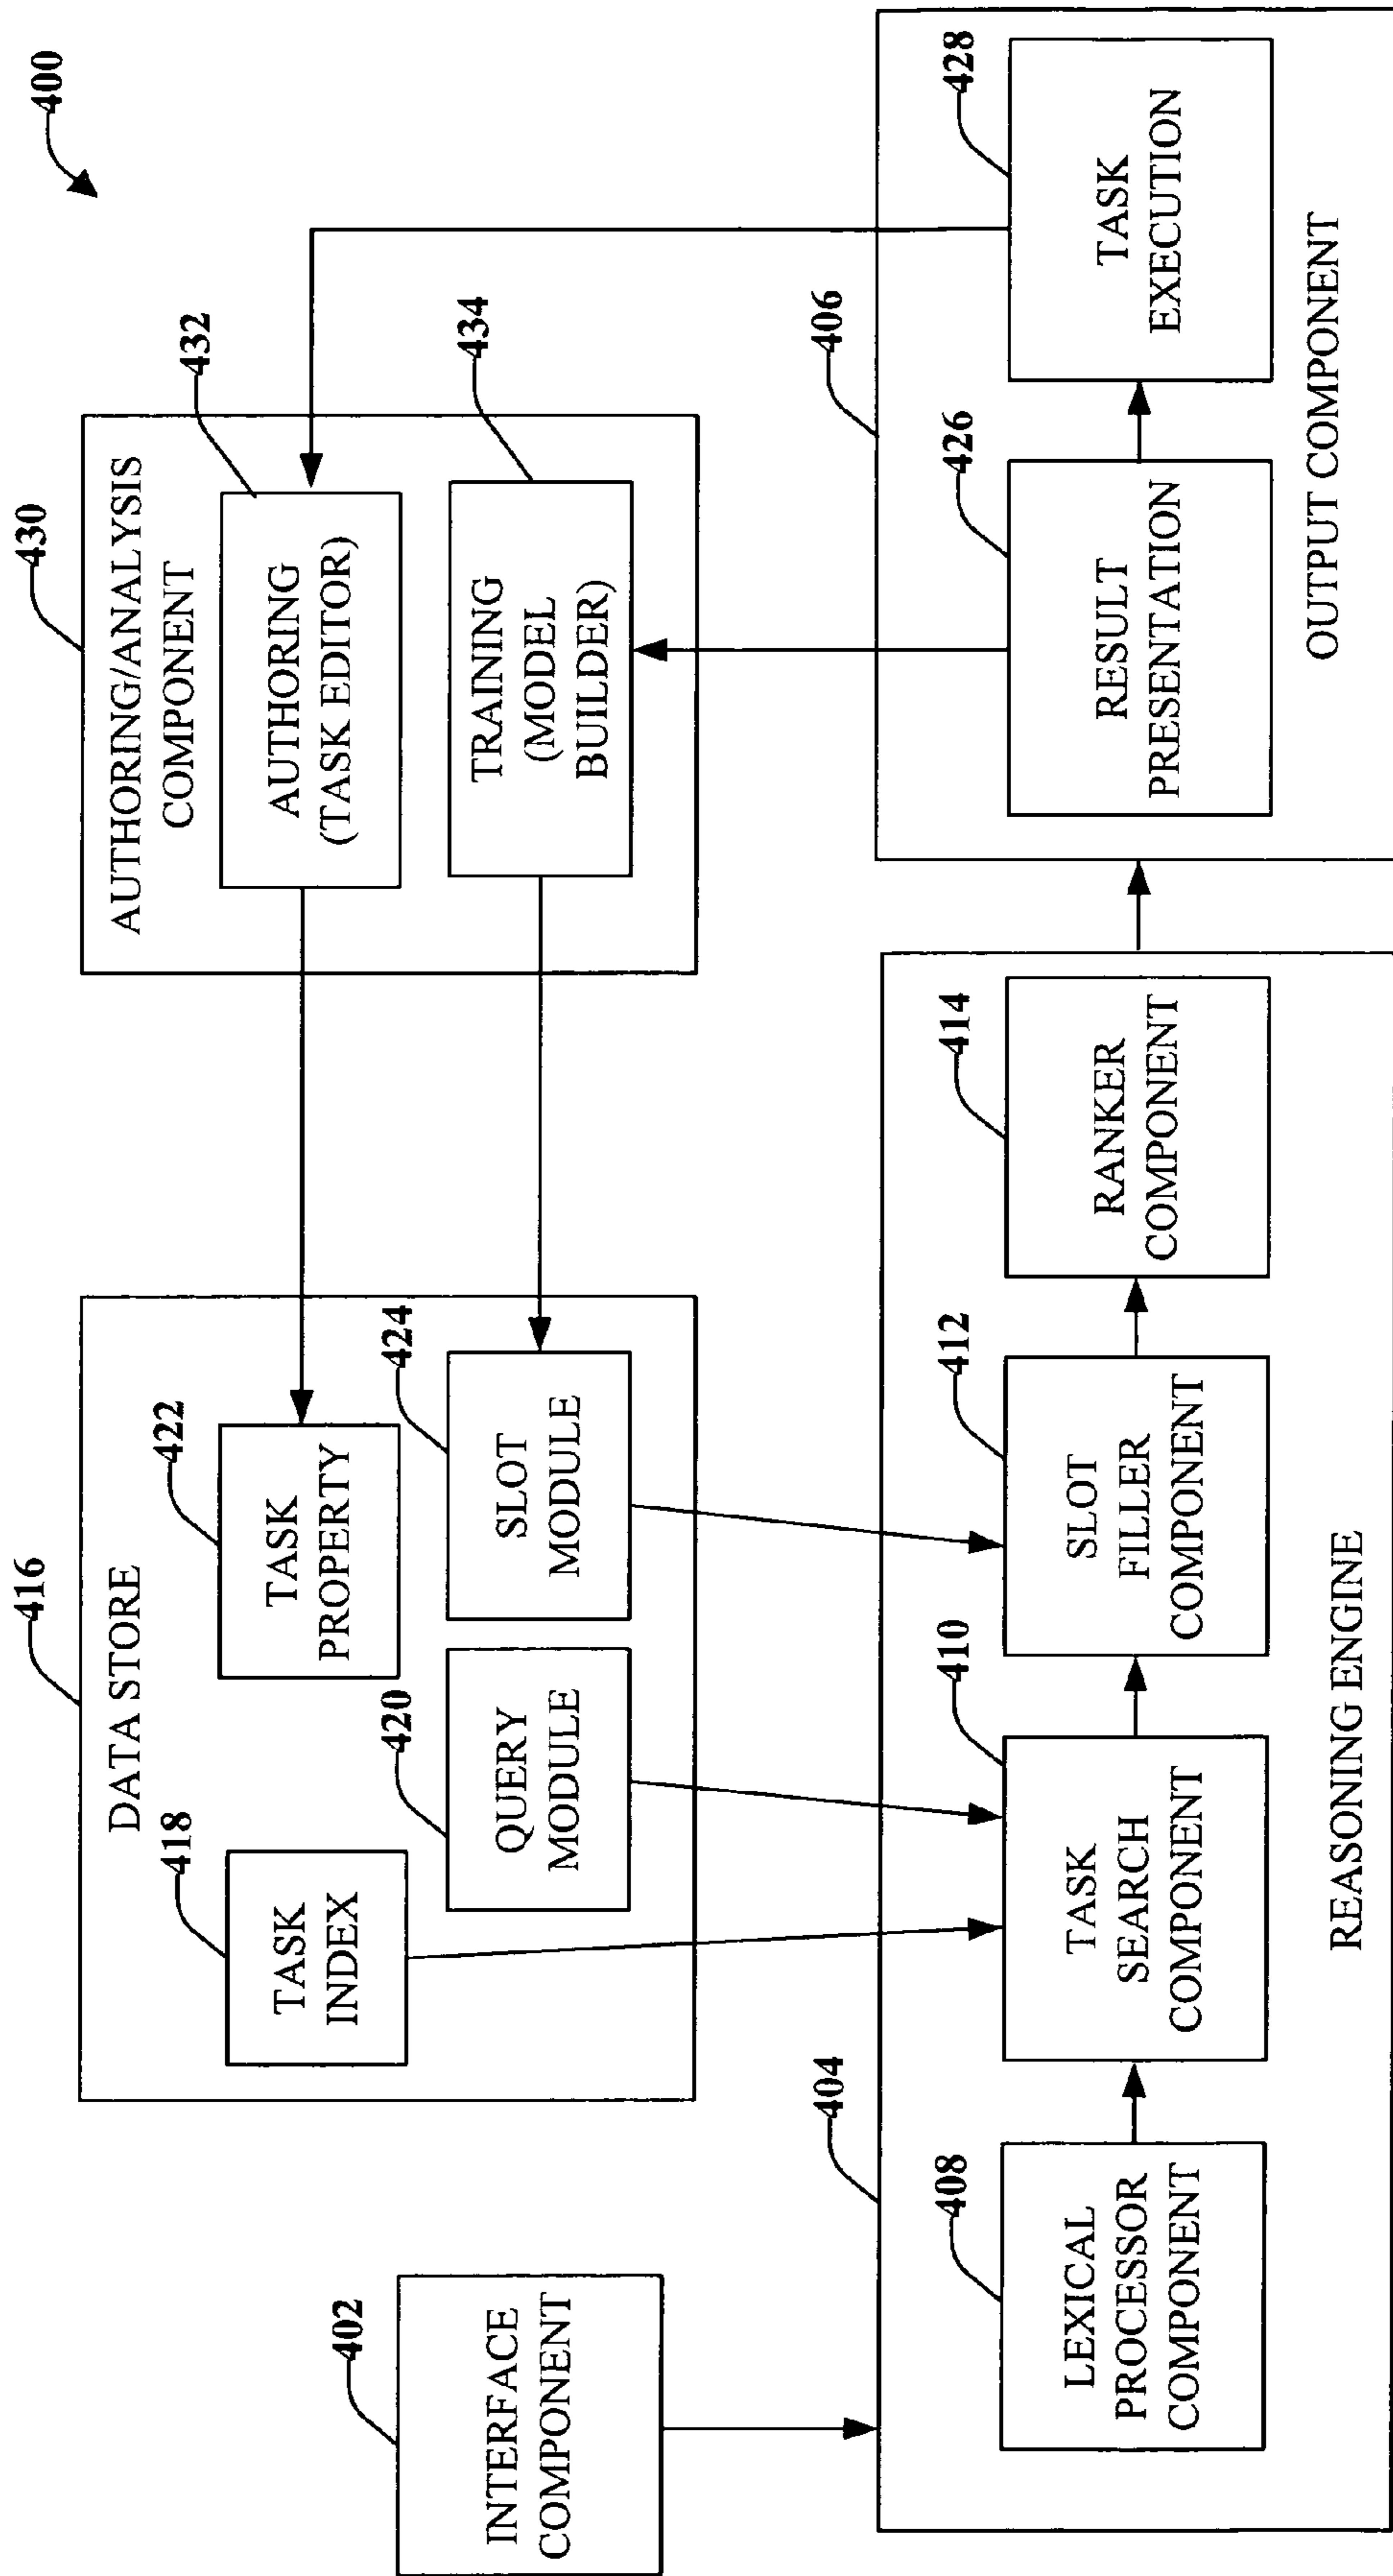 400
402
INTERFACE
COMPONENT
416
DATA STORE
418
TASK
INDEX
422
TASK
PROPERTY
420
QUERY
MODULE
424
SLOT
MODULE
430
AUTHORING/ANALYSIS
COMPONENT
432
AUTHORING
(TASK EDITOR)
434
TRAINING
(MODEL
BUILDER)
404
408
LEXICAL
PROCESSOR
COMPONENT
410
TASK
SEARCH
COMPONENT
412
SLOT
FILLER
COMPONENT
414
RANKER
COMPONENT
REASONING ENGINE
406
426
RESULT
PRESENTATION
428
TASK
EXECUTION
OUTPUT COMPONENT